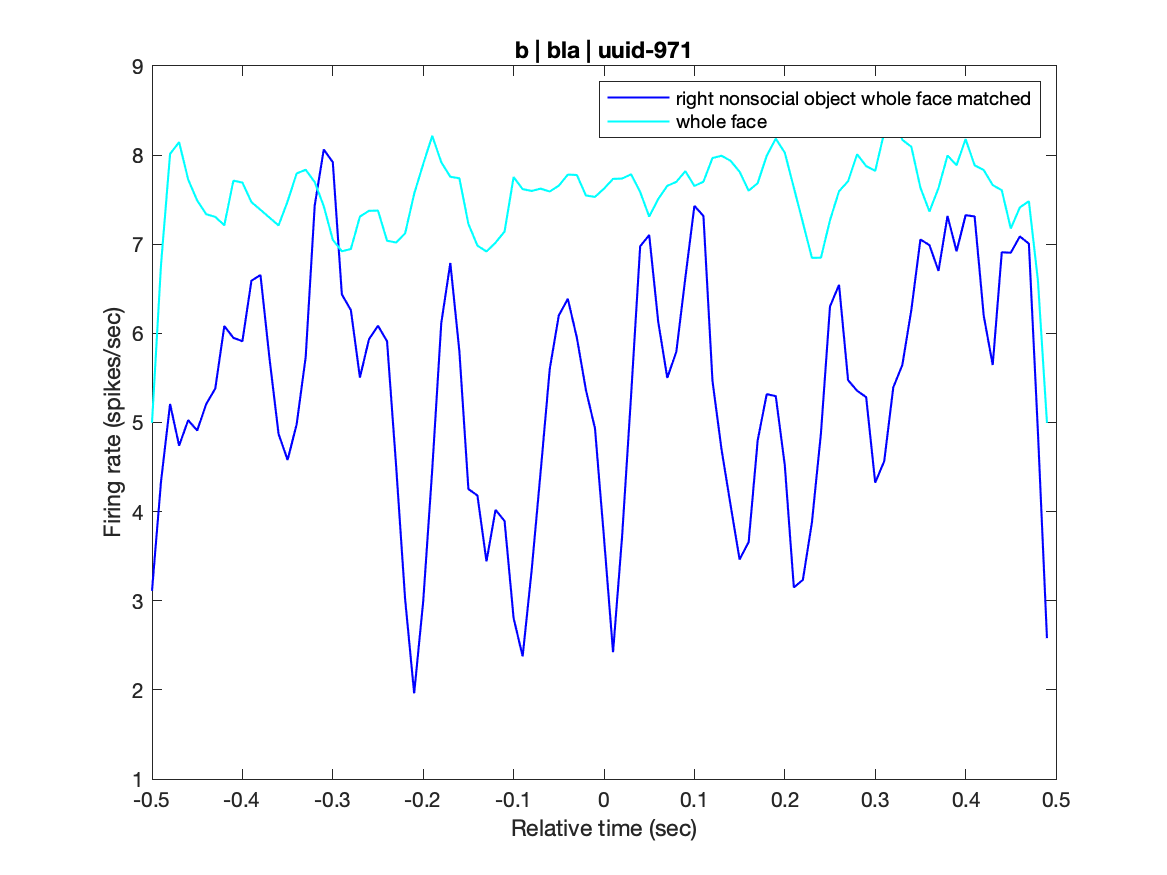 b | bla | uuid-971
right nonsocial object whole face matched
whole face
9
8
7
6
5
4
3
2
1
Firing rate (spikes/sec)
-0.5 -0.4 -0.3 -0.2 -0.1 0 0.1 0.2 0.3 0.4 0.5
Relative time (sec)